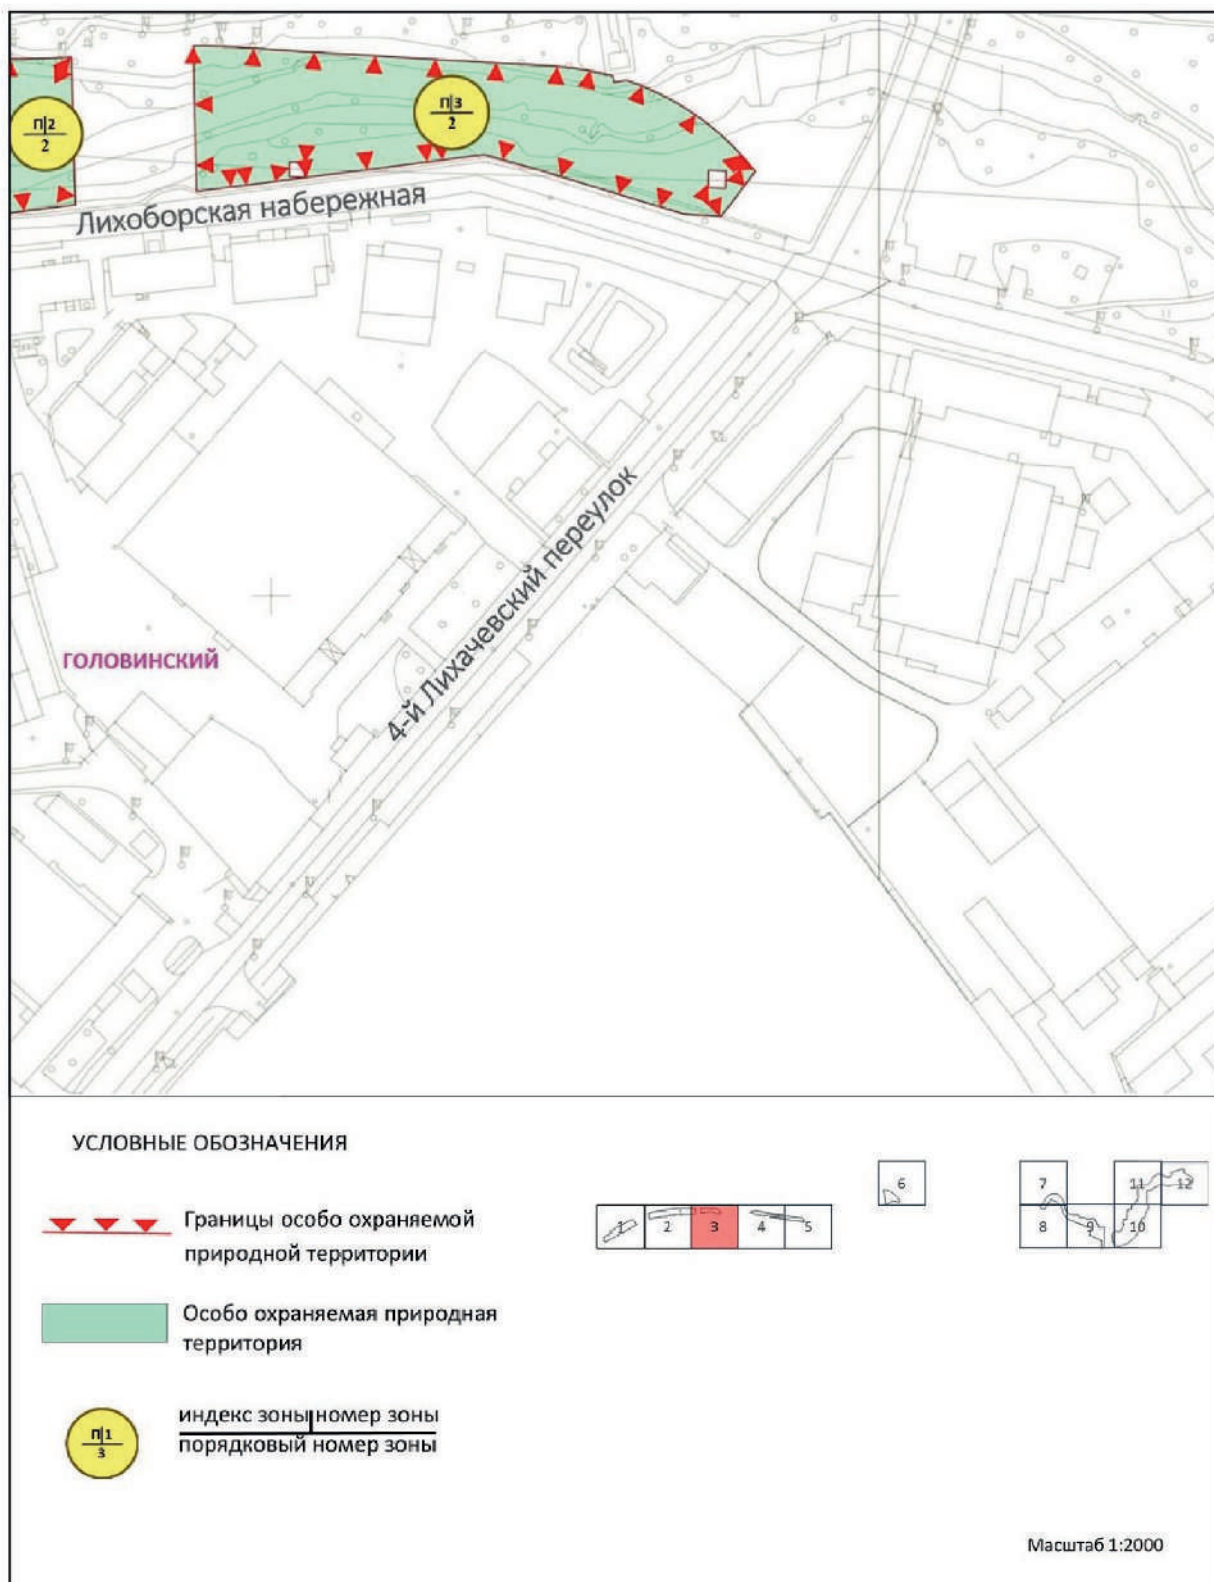 П|2
2
П|3
2
Лихоборская набережная
4-й Лихачевский переулок
ГОЛОВИНСКИЙ
УСЛОВНЫЕ ОБОЗНАЧЕНИЯ
Границы особо охраняемой
природной территории
Особо охраняемая природная
территория
П|1
3
индекс зоны|номер зоны
порядковый номер зоны
6
7
11
12
1
2
3
4
5
8
9
10
Масштаб 1:2000